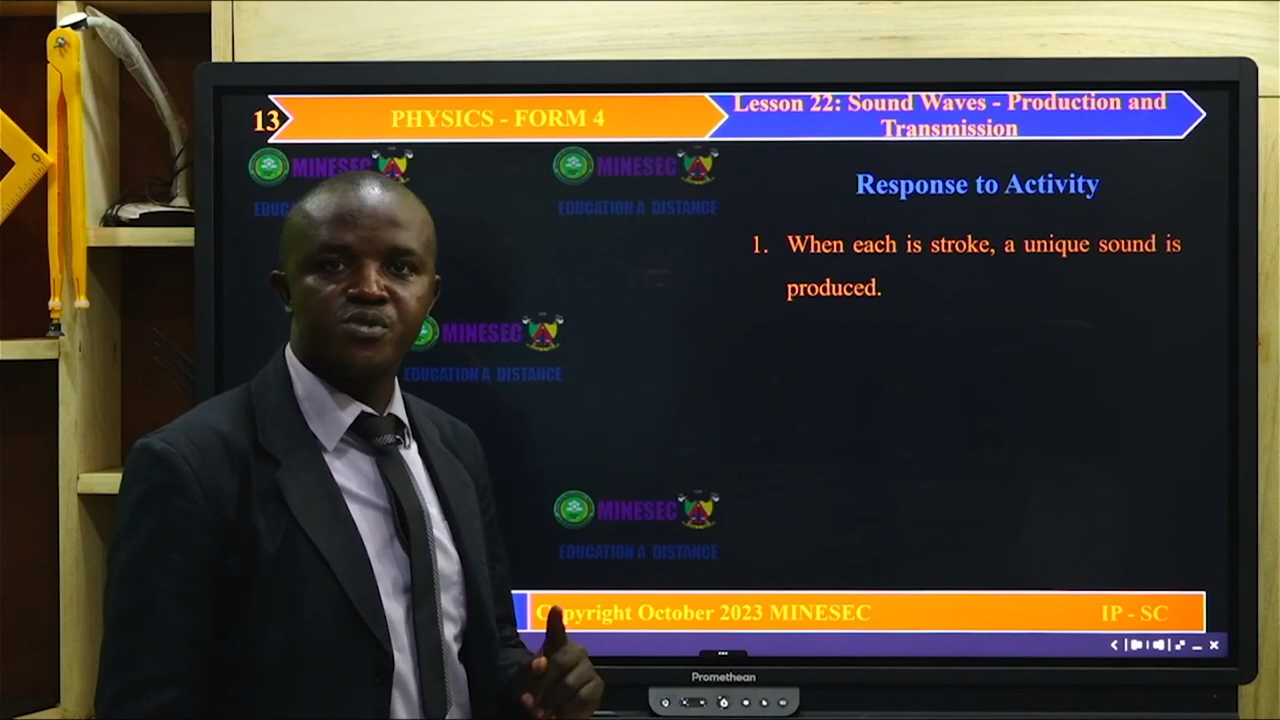 13
PHYSICS - FORM 4
Lesson 22: Sound Waves - Production and
Transmission
MINESEC
MINESEC
EDUCATION A DISTANCE
Response to Activity
1. When each is stroke, a unique sound is
produced.
MINESEC
EDUCATION A DISTANCE
MINESEC
EDUCATION A DISTANCE
Copyright October 2023 MINESEC
IP - SC
Promethean